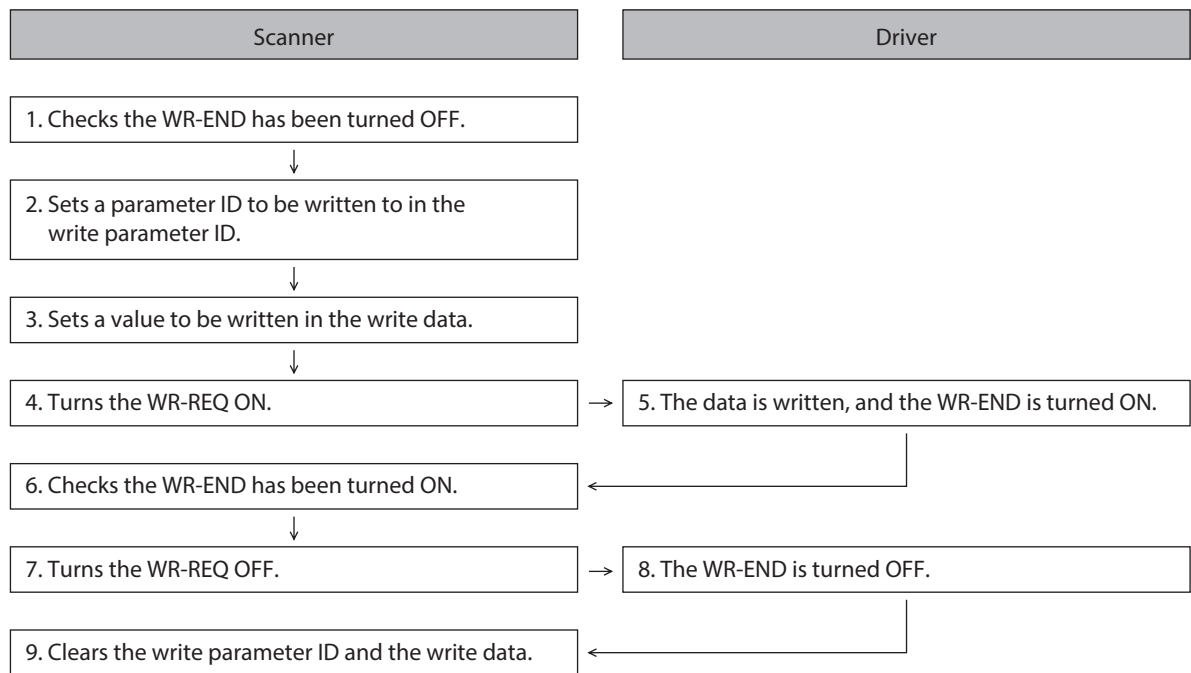 Scanner
Driver
1. Checks the WR-END has been turned OFF.
2. Sets a parameter ID to be written to in the
write parameter ID.
3. Sets a value to be written in the write data.
4. Turns the WR-REQ ON.
5. The data is written, and the WR-END is turned ON.
6. Checks the WR-END has been turned ON.
7. Turns the WR-REQ OFF.
8. The WR-END is turned OFF.
9. Clears the write parameter ID and the write data.